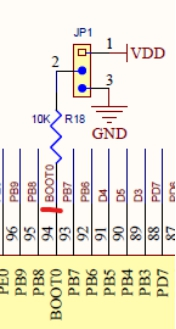 JP1
1
VDD
2
3
10K
R18
GND
PB9
PB8
BOOT0
PB7
PB6
D4
D5
D3
PD7
PD6
96
95
94
93
92
91
90
89
88
87
PE0
PB9
PB8
BOOT0
PB7
PB6
PB5
PB4
PB3
PD7